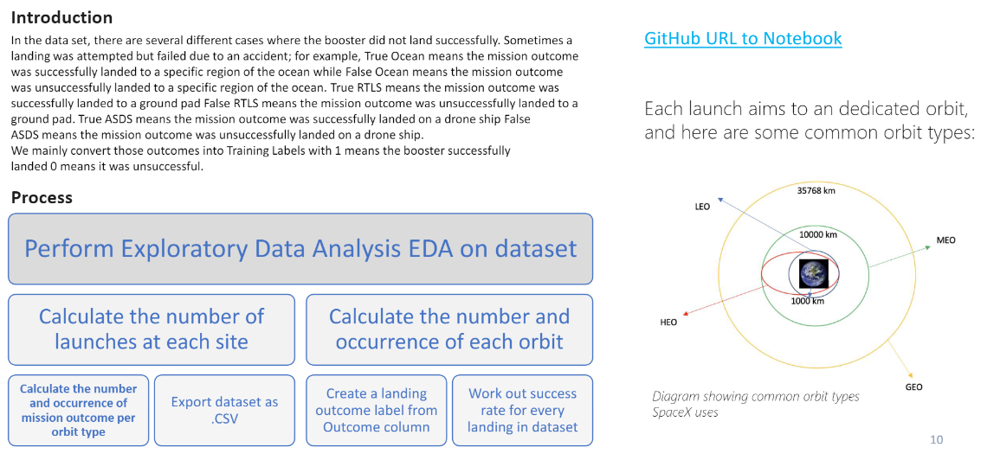 Introduction
In the data set, there are several different cases where the booster did not land successfully. Sometimes a
landing was attempted but failed due to an accident; for example, True Ocean means the mission outcome
was successfully landed to a specific region of the ocean while False Ocean means the mission outcome
was unsuccessfully landed to a specific region of the ocean. True RTLS means the mission outcome was
successfully landed to a ground pad False RTLS means the mission outcome was unsuccessfully landed to a
ground pad. True ASDS means the mission outcome was successfully landed on a drone ship False
ASDS means the mission outcome was unsuccessfully landed on a drone ship.
We mainly convert those outcomes into Training Labels with 1 means the booster successfully
landed 0 means it was unsuccessful.
Process
Perform Exploratory Data Analysis EDA on dataset
Calculate the number of
launches at each site
Calculate the number and
occurrence of each orbit
Calculate the number
and occurrence of
mission outcome per
orbit type
Export dataset as
.CSV
Create a landing
outcome label from
Outcome column
Work out success
rate for every
landing in dataset
GitHub URL to Notebook
Each launch aims to an dedicated orbit,
and here are some common orbit types:
35768 km
LEO
10000 km
MEO
1000 km
HEO
GEO
Diagram showing common orbit types
SpaceX uses
10